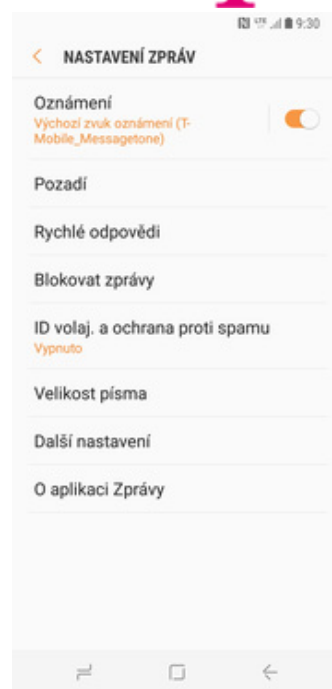 9:30
NASTAVENÍ ZPRÁV
Oznámení
Výchozí zvuk oznámení (T-
Mobile_Messagetone)
Pozadí
Rychlé odpovědi
Blokovat zprávy
ID volaj. a ochrana proti spamu
Vypnuto
Velikost písma
Další nastavení
O aplikaci Zprávy